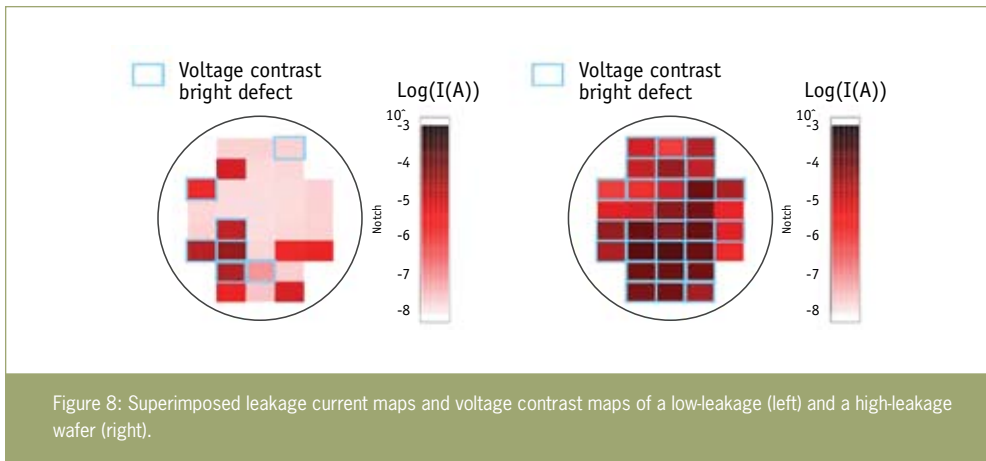 Voltage contrast
bright defect
Log(I(A))
10^
-3
-4
-5
-6
-7
-8
Notch
Voltage contrast
bright defect
Log(I(A))
10^
-3
-4
-5
-6
-7
-8
Notch
Figure 8: Superimposed leakage current maps and voltage contrast maps of a low-leakage (left) and a high-leakage
wafer (right).